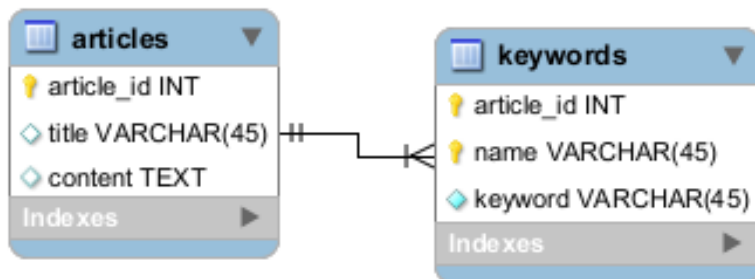 articles
article_id INT
title VARCHAR(45)
content TEXT
Indexes
keywords
article_id INT
name VARCHAR(45)
keyword VARCHAR(45)
Indexes